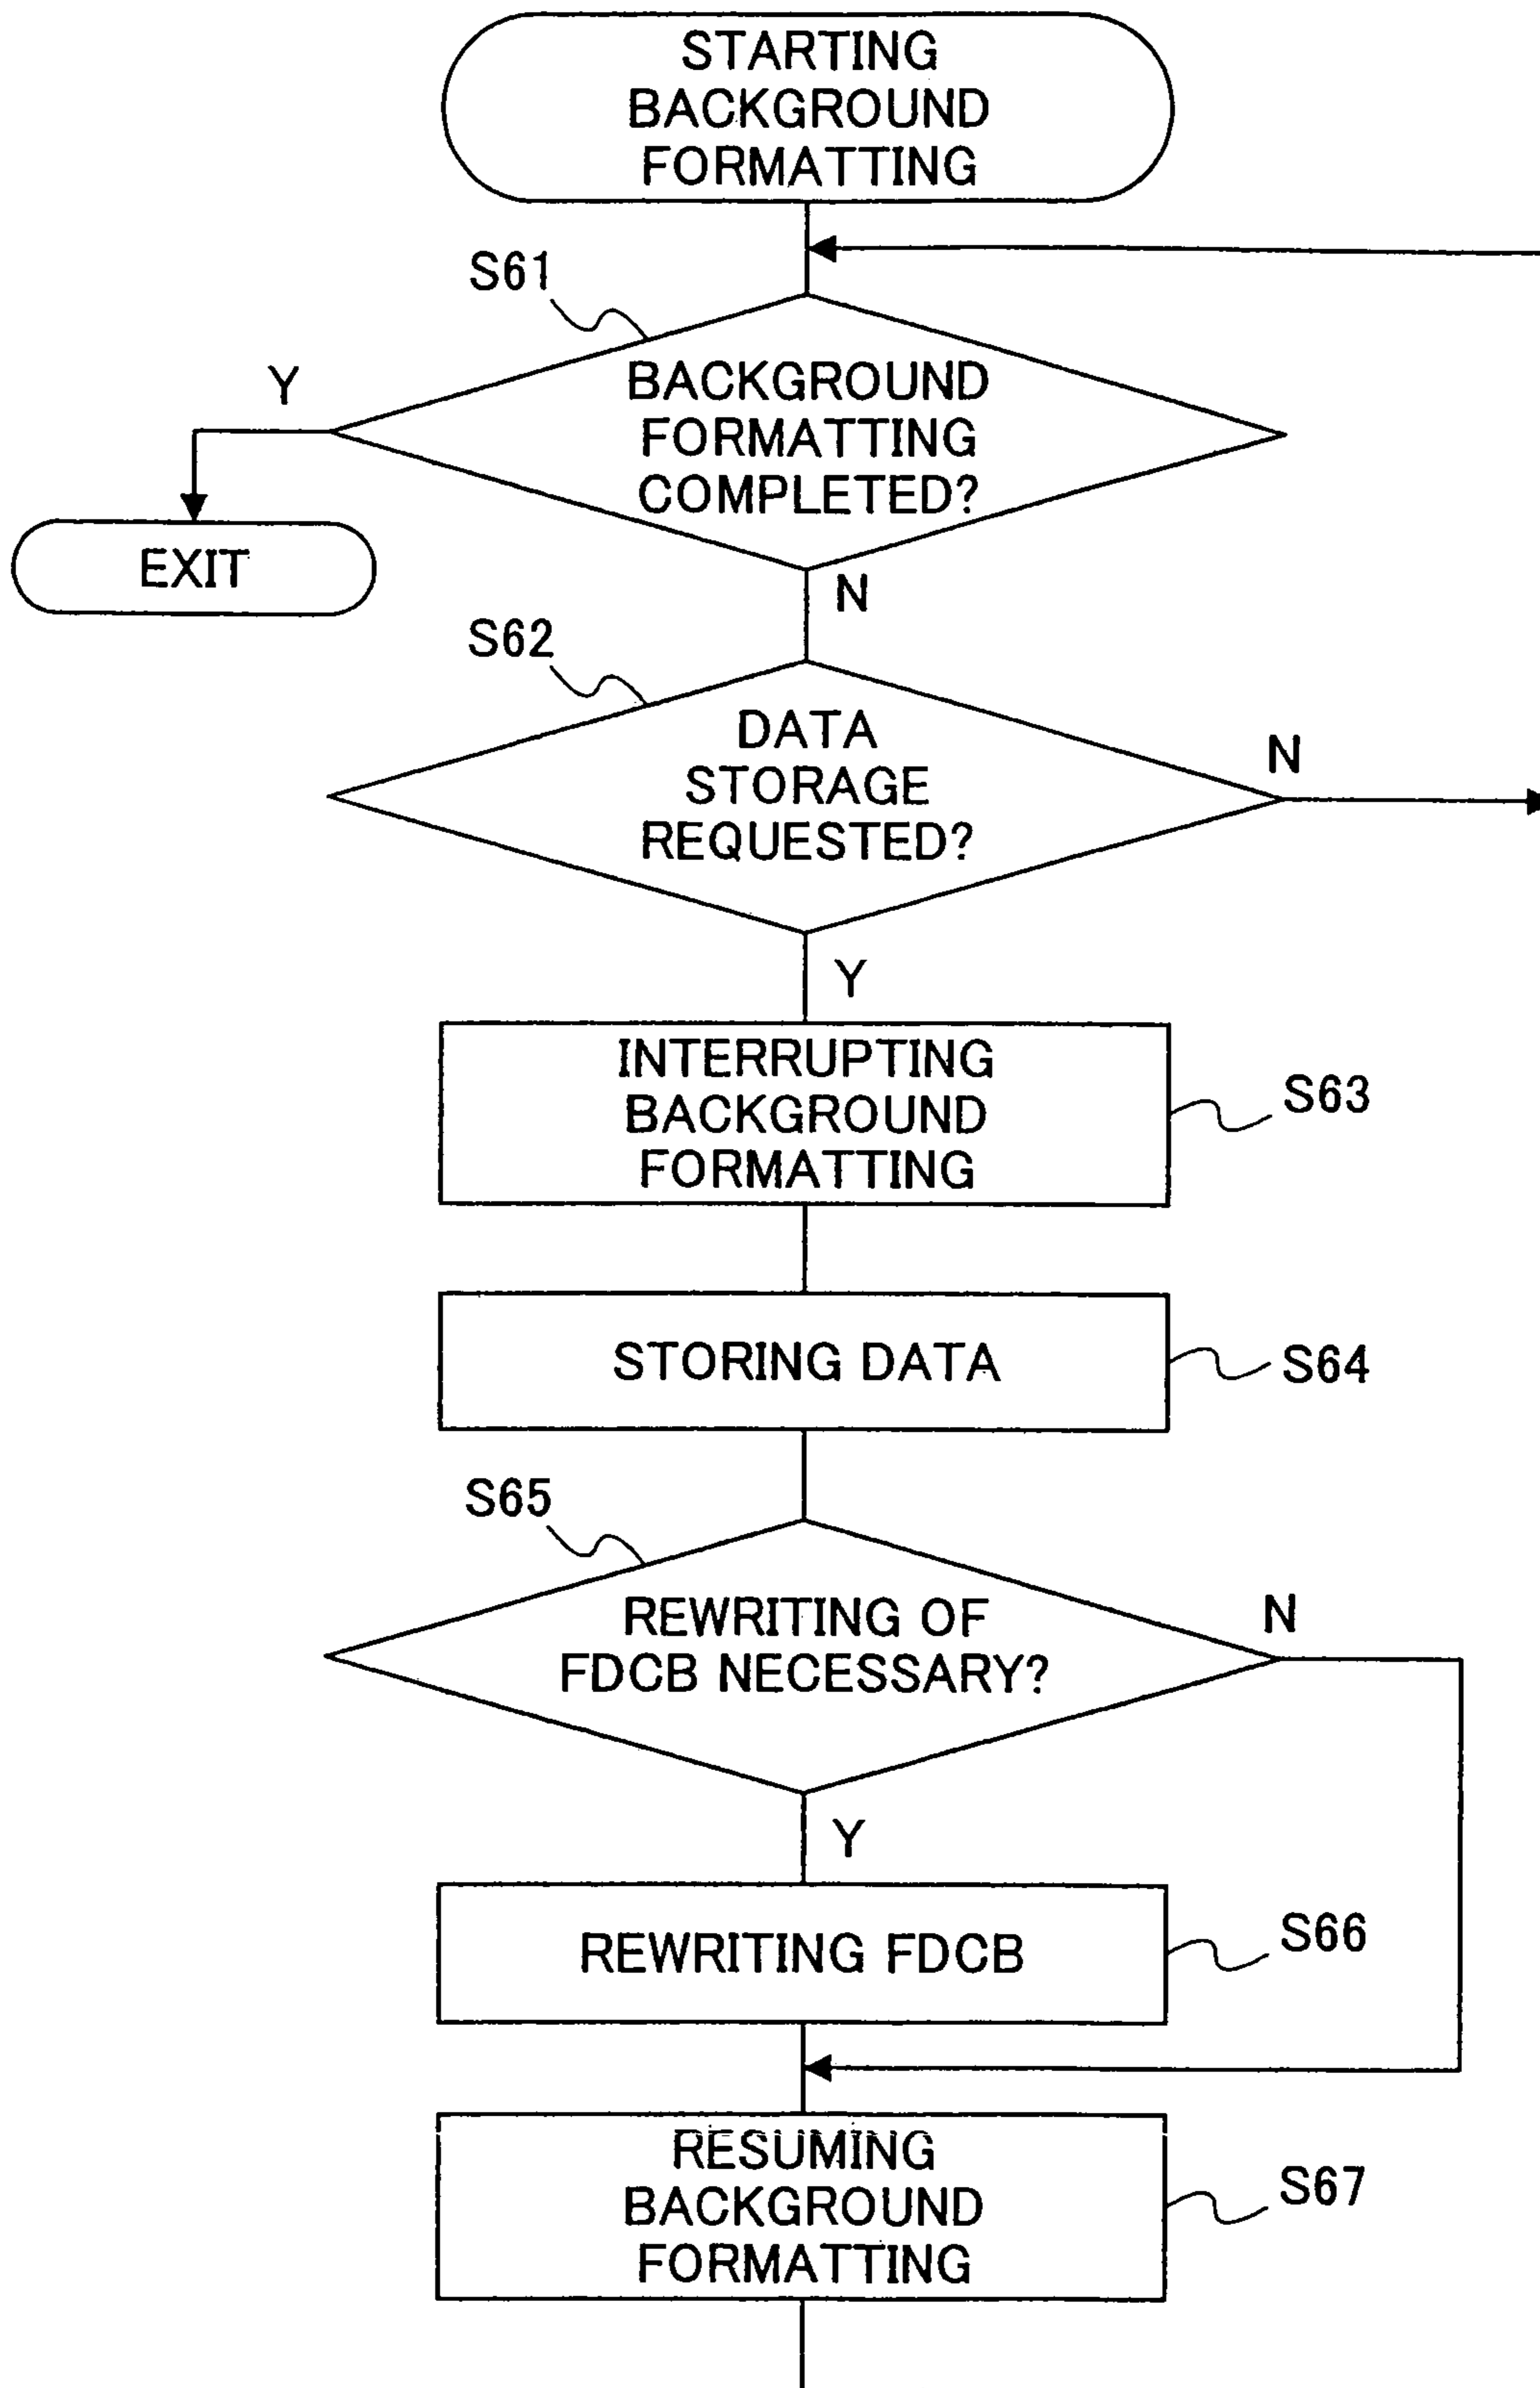 STARTING
BACKGROUND
FORMATTING
S61
Y
BACKGROUND
FORMATTING
COMPLETED?
EXIT
N
S62
DATA
STORAGE
REQUESTED?
N
Y
INTERRUPTING
BACKGROUND
FORMATTING
S63
STORING DATA
S64
S65
REWRITING OF
FDCB NECESSARY?
N
Y
REWRITING FDCB
S66
RESUMING
BACKGROUND
FORMATTING
S67